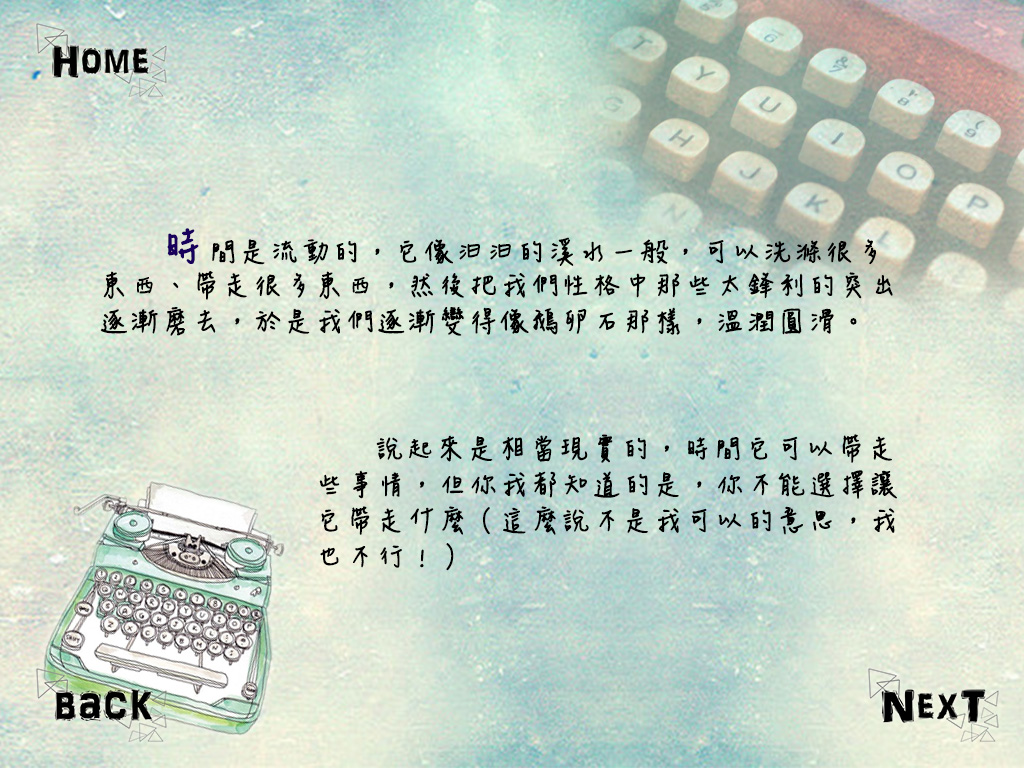 HOME
時間是流動的，它像汩汩的溪水一般，可以洗滌很多
東西、帶走很多東西，然後把我們性格中那些太鋒利的突出
逐漸磨去，於是我們逐漸變得像鵝卵石那樣，溫潤圓滑。
說起來是相當現實的，時間它可以帶走
些事情，但你我都知道的是，你不能選擇讓
它帶走什麼（這麼說不是我可以的意思，我
也不行！）
BACK
NEXT
T Y U I O P
G H J K L
N